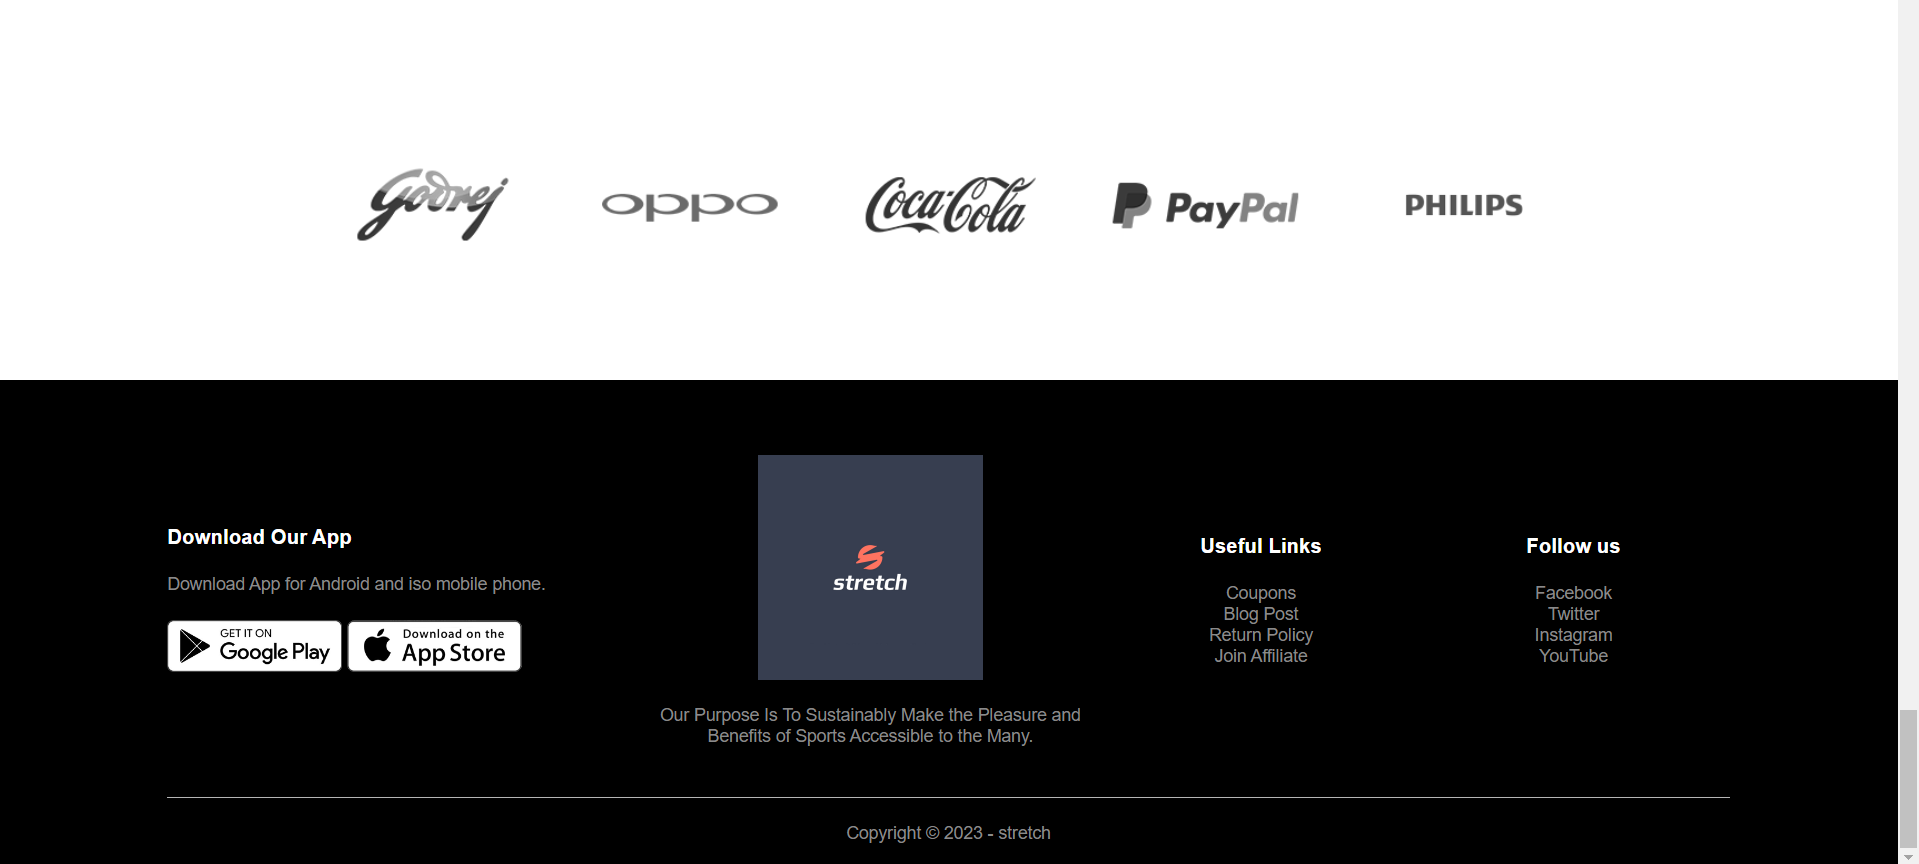 Godrej
oppo
Coca-Cola
PayPal
PHILIPS
Download Our App
Download App for Android and iso mobile phone.
GET IT ON
Google Play
Download on the
App Store
stretch
Our Purpose Is To Sustainably Make the Pleasure and
Benefits of Sports Accessible to the Many.
Useful Links
Coupons
Blog Post
Return Policy
Join Affiliate
Follow us
Facebook
Twitter
Instagram
YouTube
Copyright © 2023 - stretch